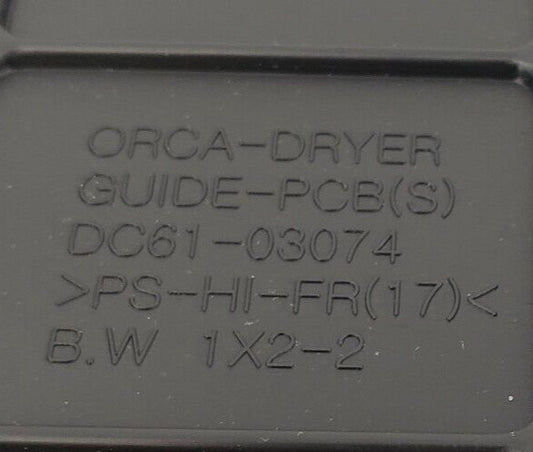 ORCA-DRYER
GUIDE-PCB(S)
DC61-03074
>PS-HI-FR(17)<
B.W 1X2-2